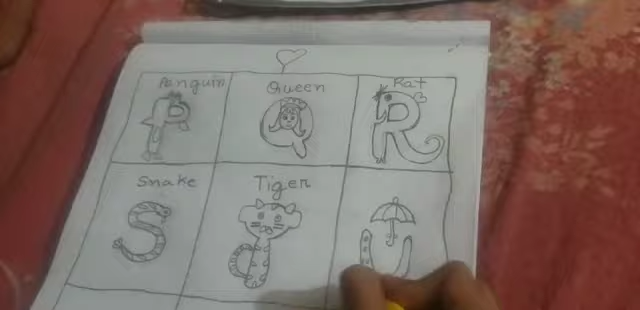 Penguin Queen Rat
P Q R
Snake Tiger
S T U